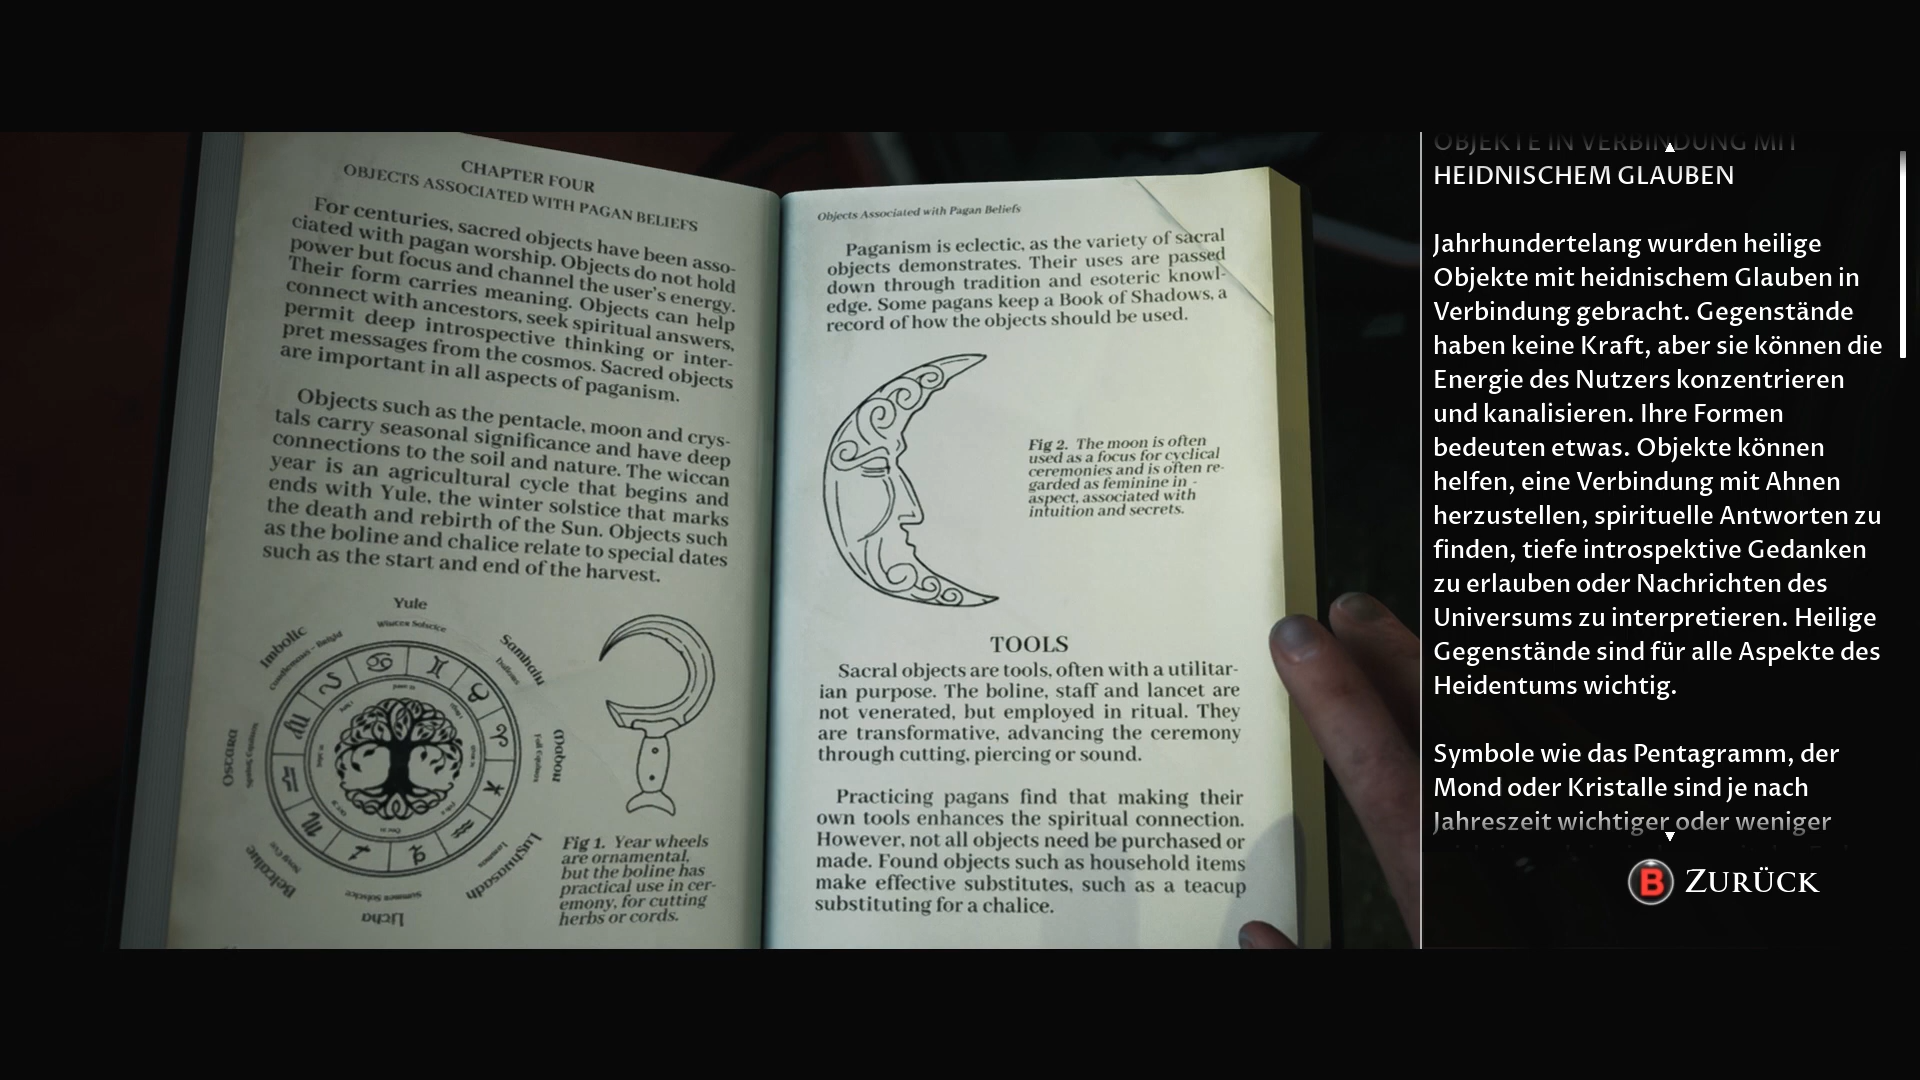 CHAPTER FOUR
OBJECTS ASSOCIATED WITH PAGAN BELIEFS
For centuries, sacred objects have been asso-
ciated with pagan worship. Objects do not hold
power but focus and channel the user's energy.
Their form carries meaning. Objects can help
connect with ancestors, seek spiritual answers,
permit deep introspective thinking or inter-
pret messages from the cosmos. Sacred objects
are important in all aspects of paganism.
Objects such as the pentacle, moon and crys-
tals carry seasonal significance and have deep
connections to the soil and nature. The wiccan
year is an agricultural cycle that begins and
ends with Yule, the winter solstice that marks
the death and rebirth of the Sun. Objects such
as the boline and chalice relate to special dates
such as the start and end of the harvest.
Yule
Winter Solstice
Imbolic
Samhain
Ostara
Mabon
Fall Equinox
Beltaine
Lughnasadh
Summer Solstice
Litha
Fig 1. Year wheels
are ornamental,
but the boline has
practical use in cer-
emony, for cutting
herbs or cords.
Objects Associated with Pagan Beliefs
Paganism is eclectic, as the variety of sacral
objects demonstrates. Their uses are passed
down through tradition and esoteric knowl-
edge. Some pagans keep a Book of Shadows, a
record of how the objects should be used.
Fig 2. The moon is often
used as a focus for cyclical
ceremonies and is often re-
garded as feminine in -
aspect, associated with
intuition and secrets.
TOOLS
Sacral objects are tools, often with a utilitar-
ian purpose. The boline, staff and lancet are
not venerated, but employed in ritual. They
are transformative, advancing the ceremony
through cutting, piercing or sound.
Practicing pagans find that making their
own tools enhances the spiritual connection.
However, not all objects need be purchased or
made. Found objects such as household items
make effective substitutes, such as a teacup
substituting for a chalice.
OBJEKTE IN VERBINDUNG MIT
HEIDNISCHEM GLAUBEN
Jahrhundertelang wurden heilige
Objekte mit heidnischem Glauben in
Verbindung gebracht. Gegenstände
haben keine Kraft, aber sie können die
Energie des Nutzers konzentrieren
und kanalisieren. Ihre Formen
bedeuten etwas. Objekte können
helfen, eine Verbindung mit Ahnen
herzustellen, spirituelle Antworten zu
finden, tiefe introspektive Gedanken
zu erlauben oder Nachrichten des
Universums zu interpretieren. Heilige
Gegenstände sind für alle Aspekte des
Heidentums wichtig.
Symbole wie das Pentagramm, der
Mond oder Kristalle sind je nach
Jahreszeit wichtiger oder weniger
B ZURÜCK